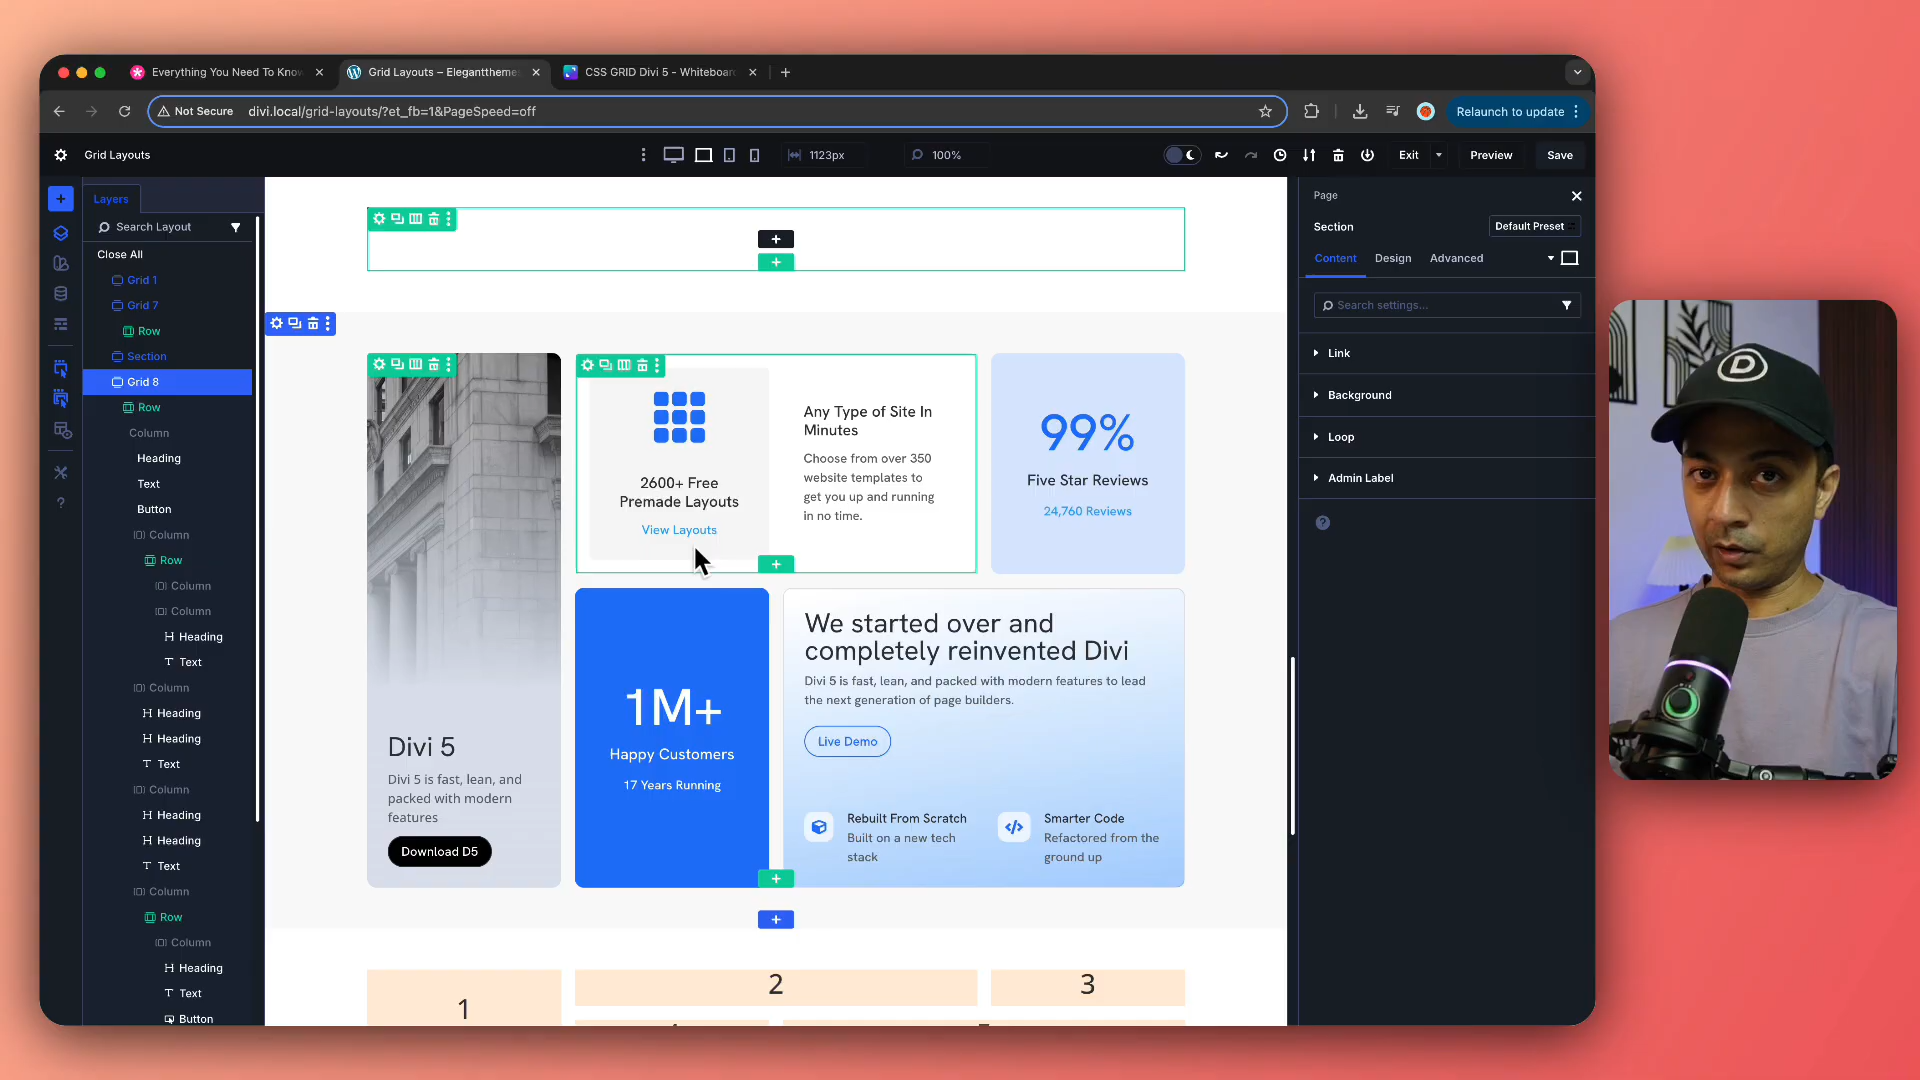 Everything You Need To Know
Grid Layouts – Elegantthemes
CSS GRID Divi 5 - Whiteboard
Not Secure
divi.local/grid-layouts/?et_fb=1&PageSpeed=off
Relaunch to update
Grid Layouts
1123px
100%
Exit
Preview
Save
Layers
Search Layout
Close All
Grid 1
Grid 7
Row
Section
Grid 8
Row
Column
Heading
Text
Button
Column
Row
Column
Column
Heading
Text
Column
Heading
Heading
Text
Column
Heading
Heading
Text
Column
Row
Column
Heading
Text
Button
Divi 5
Divi 5 is fast, lean, and
packed with modern
features
Download D5
2600+ Free
Premade Layouts
View Layouts
Any Type of Site In
Minutes
Choose from over 350
website templates to
get you up and running
in no time.
99%
Five Star Reviews
24,760 Reviews
1M+
Happy Customers
17 Years Running
We started over and
completely reinvented Divi
Divi 5 is fast, lean, and packed with modern features to lead
the next generation of page builders.
Live Demo
Rebuilt From Scratch
Built on a new tech
stack
Smarter Code
Refactored from the
ground up
1
2
3
Page
Section
Default Preset
Content
Design
Advanced
Search settings...
Link
Background
Loop
Admin Label
D